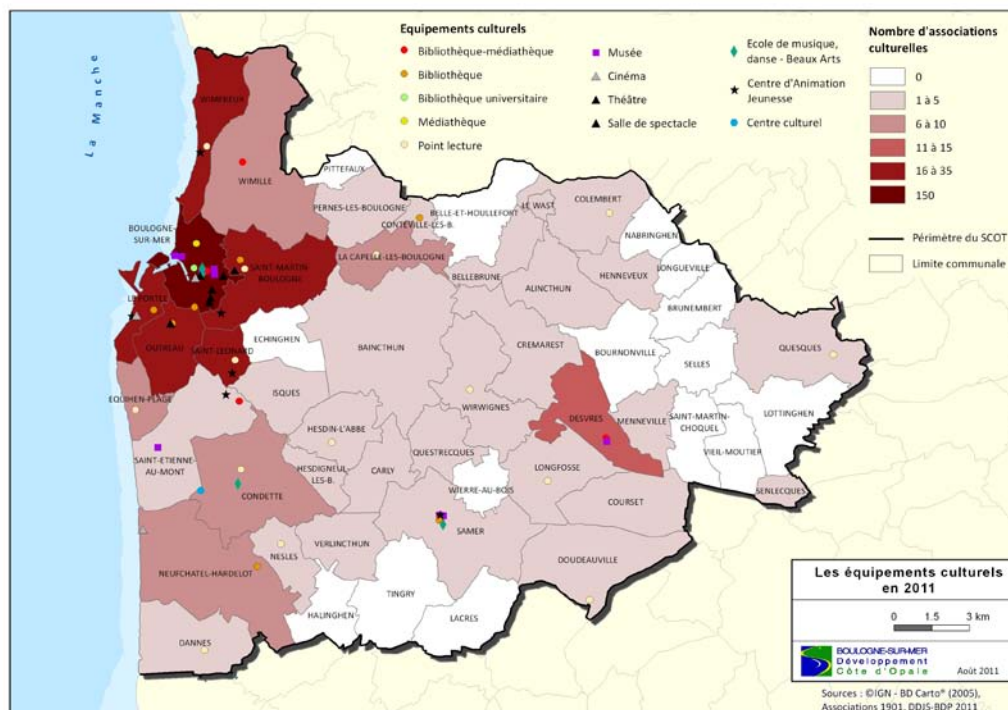 La Manche
Equipements culturels
Bibliothèque-médiathèque
Bibliothèque
Bibliothèque universitaire
Médiathèque
Point lecture
Musée
Cinéma
Théâtre
Salle de spectacle
Ecole de musique,
danse - Beaux Arts
Centre d'Animation
Jeunesse
Centre culturel
Nombre d'associations
culturelles
0
1 à 5
6 à 10
11 à 15
16 à 35
150
Périmètre du SCOT
Limite communale
WIMEREUX
WIMILLE
PITTEFAUX
PERNES-LES-BOULOGNE
CONTEVILLE-LES-B.
BELLE-ET-HOULLEFORT
LE WAST
COLEMBERT
NABRINGHEN
BOULOGNE-
SUR-MER
SAINT-MARTIN-
BOULOGNE
LA CAPELLE-LES-BOULOGNE
BELLEBRUNE
ALINCTHUN
HENNEVEUX
LONGUEVILLE
BRUNEMBERT
LE PORTEL
OUTREAU
SAINT-LEONARD
ECHINGHEN
BAINCTHUN
CREMAREST
BOURNONVILLE
SELLES
QUESQUES
EQUIHEN-PLAGE
ISQUES
WIRWIGNES
DESVRES
MENNEVILLE
SAINT-MARTIN-
CHOQUEL
LOTTINGHEN
VIEIL-MOUTIER
SAINT-ETIENNE-
AU-MONT
HESDIN-L'ABBE
QUESTRECQUES
HESDIGNEUL-
LES-B.
CARLY
WIERRE-AU-BOIS
LONGFOSSE
SENLECQUES
CONDETTE
COURSET
SAMER
VERLINCTHUN
NESLES
DOUDEAUVILLE
NEUFCHATEL-HARDELOT
TINGRY
HALINGHEN
LACRES
DANNES
Les équipements culturels
en 2011
0 1.5 3 km
BOULOGNE-SUR-MER
Développement
Côte d'Opale
Août 2011
Sources : ©IGN - BD Carto® (2005),
Associations 1901, DDJS-BDP 2011